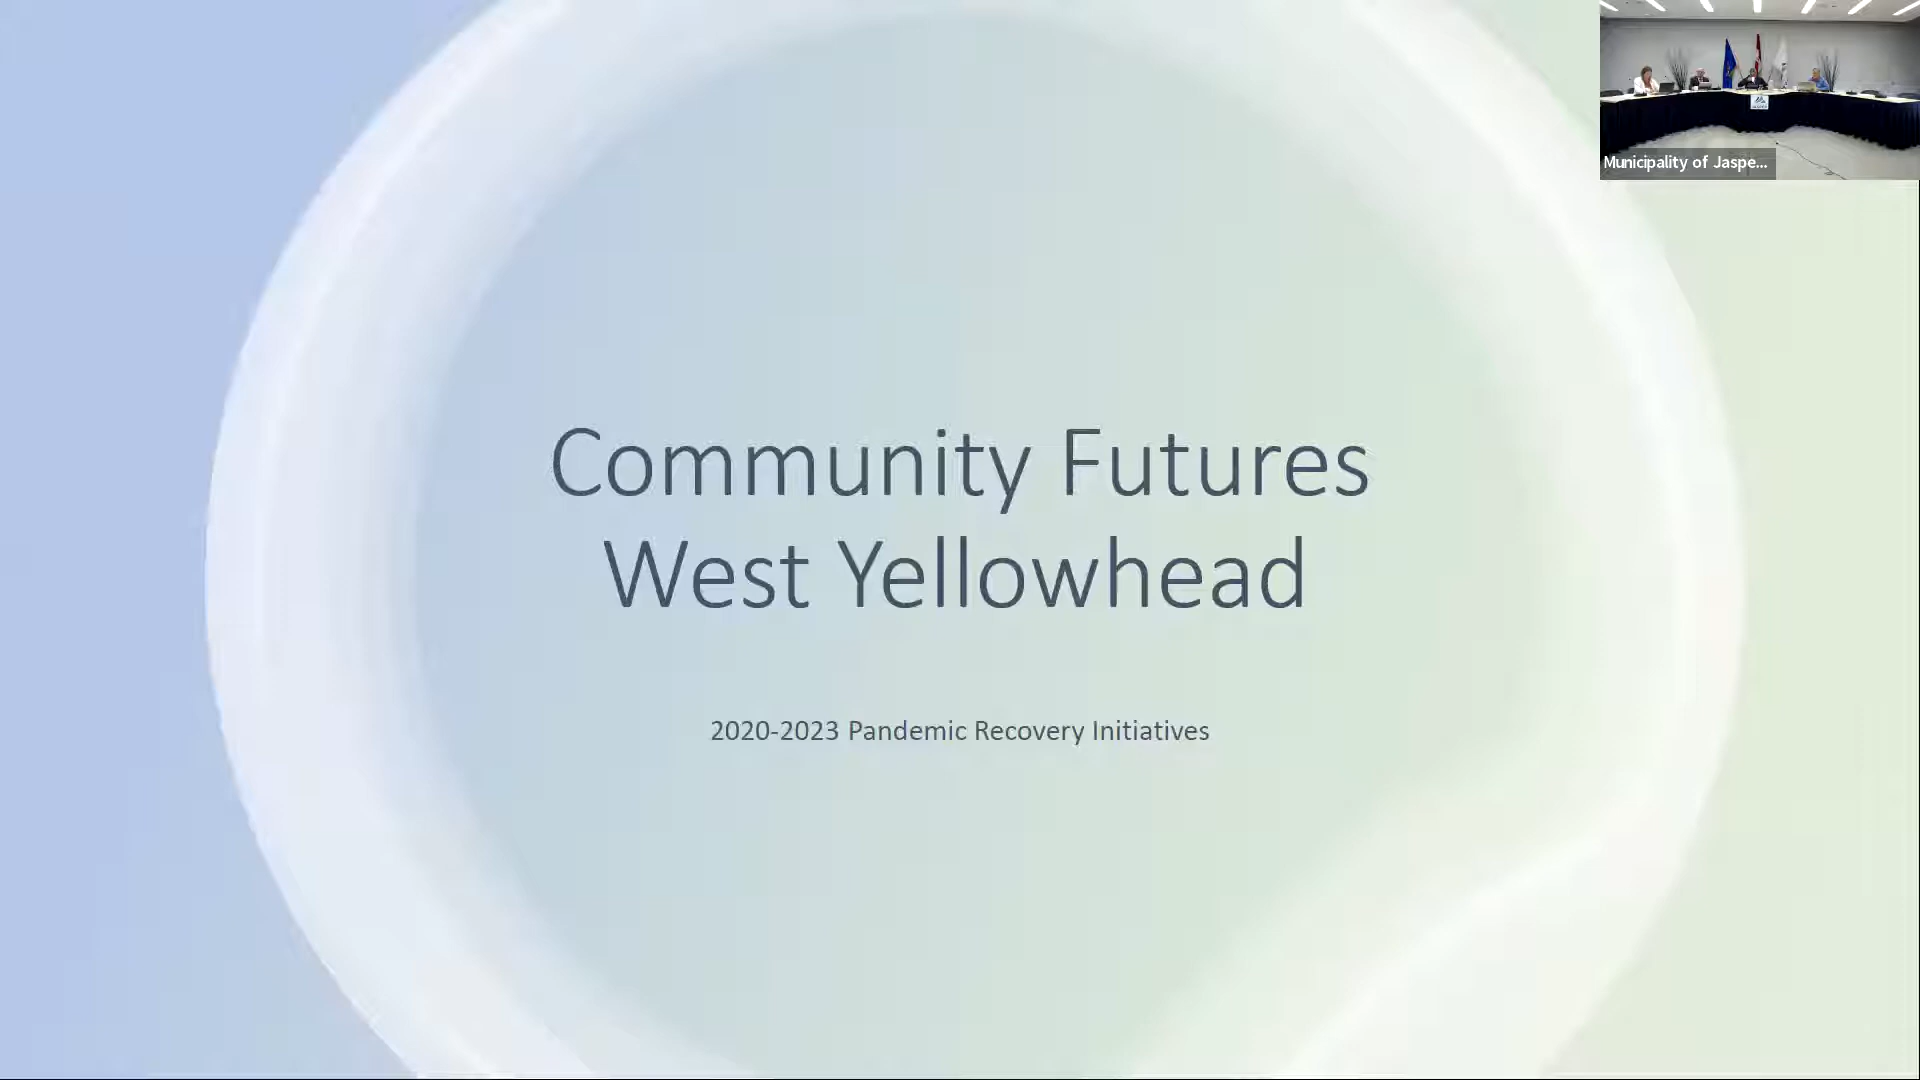 Community Futures
West Yellowhead
2020-2023 Pandemic Recovery Initiatives
Municipality of Jaspe...